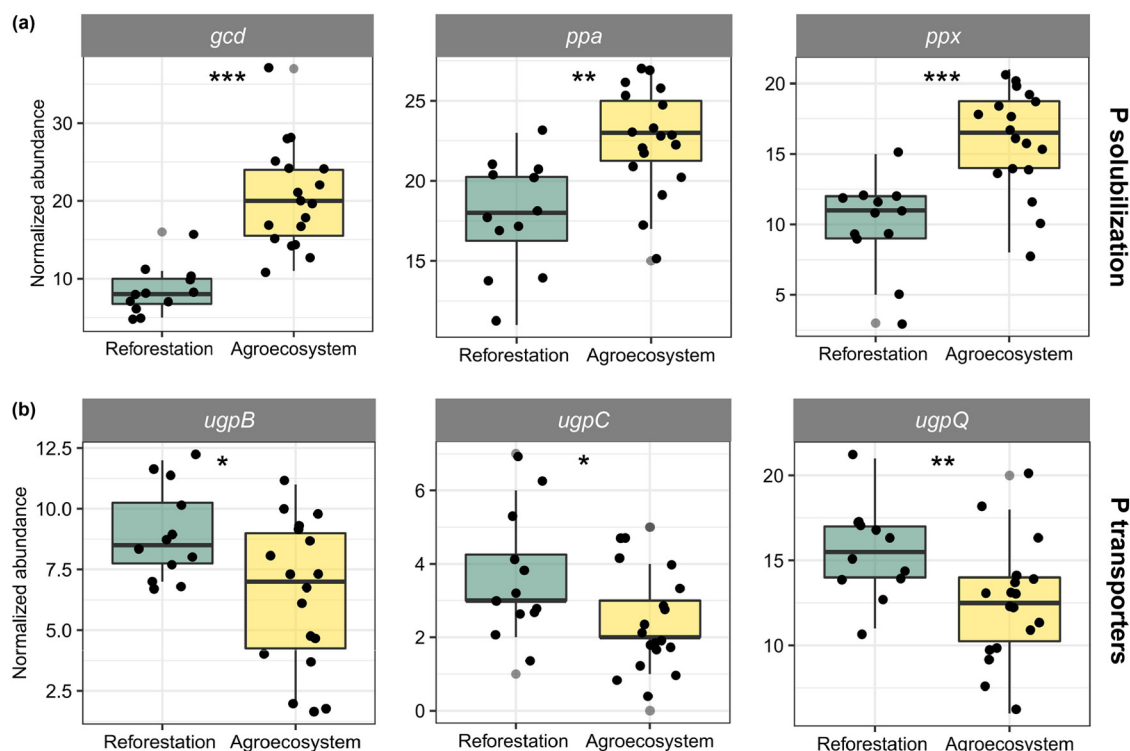 (a)
gcd
ppa
ppx
***
**
***
Normalized abundance
30
20
10
25
20
15
20
15
10
5
Reforestation Agroecosystem
Reforestation Agroecosystem
Reforestation Agroecosystem
P solubilization
(b)
ugpB
ugpC
ugpQ
*
*
**
Normalized abundance
12.5
10.0
7.5
5.0
2.5
6
4
2
0
20
15
10
Reforestation Agroecosystem
Reforestation Agroecosystem
Reforestation Agroecosystem
P transporters